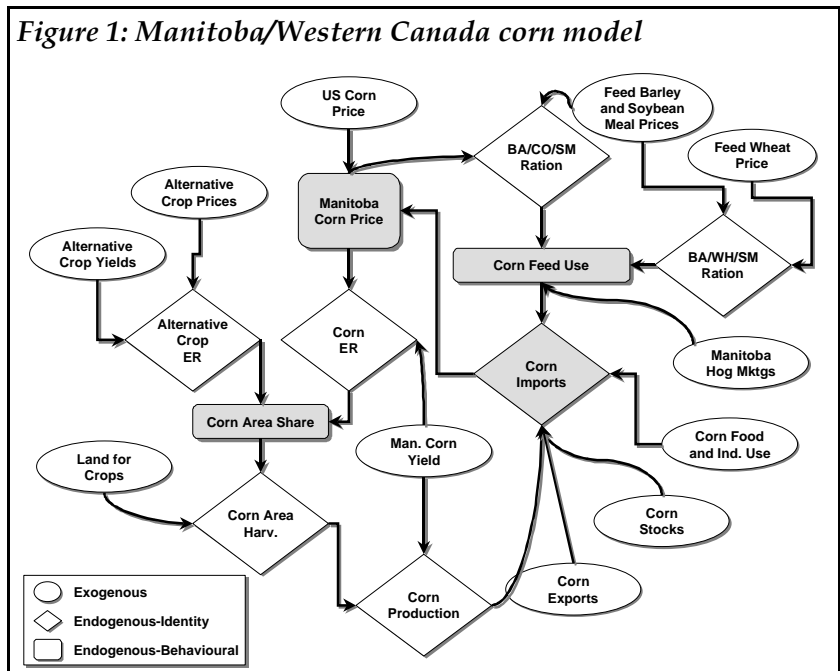 Figure 1: Manitoba/Western Canada corn model
US Corn
Price
Feed Barley
and Soybean
Meal Prices
BA/CO/SM
Ration
Feed Wheat
Price
Alternative
Crop Prices
Manitoba
Corn Price
Alternative
Crop Yields
Corn Feed Use
BA/WH/SM
Ration
Alternative
Crop
ER
Corn
ER
Corn
Imports
Manitoba
Hog Mktgs
Corn Area Share
Man. Corn
Yield
Corn Food
and Ind. Use
Land for
Crops
Corn Area
Harv.
Corn
Stocks
Corn
Production
Corn
Exports
Exogenous
Endogenous-Identity
Endogenous-Behavioural